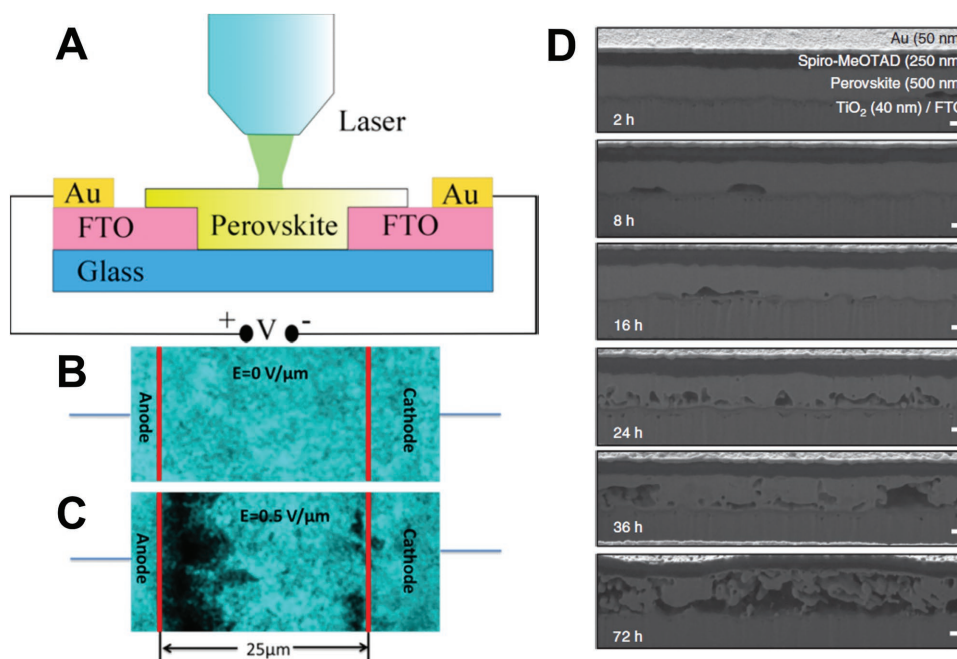 A
Laser
Au
Au
FTO
Perovskite
FTO
Glass
+ V -
B
E=0 V/μm
Anode
Cathode
C
E=0.5 V/μm
Anode
Cathode
25μm
D
Au (50 nm
Spiro-MeOTAD (250 nm
Perovskite (500 nm
TiO₂ (40 nm) / FTO
2 h
8 h
16 h
24 h
36 h
72 h